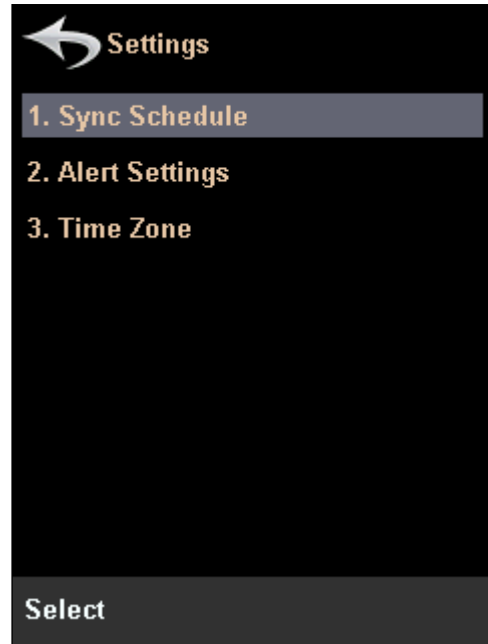 Settings
1. Sync Schedule
2. Alert Settings
3. Time Zone
Select